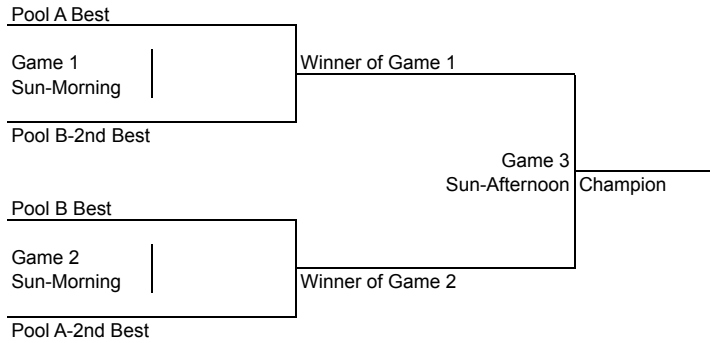 Pool A Best
Game 1
Sun-Morning
Winner of Game 1
Pool B-2nd Best
Game 3
Sun-Afternoon
Champion
Pool B Best
Game 2
Sun-Morning
Winner of Game 2
Pool A-2nd Best